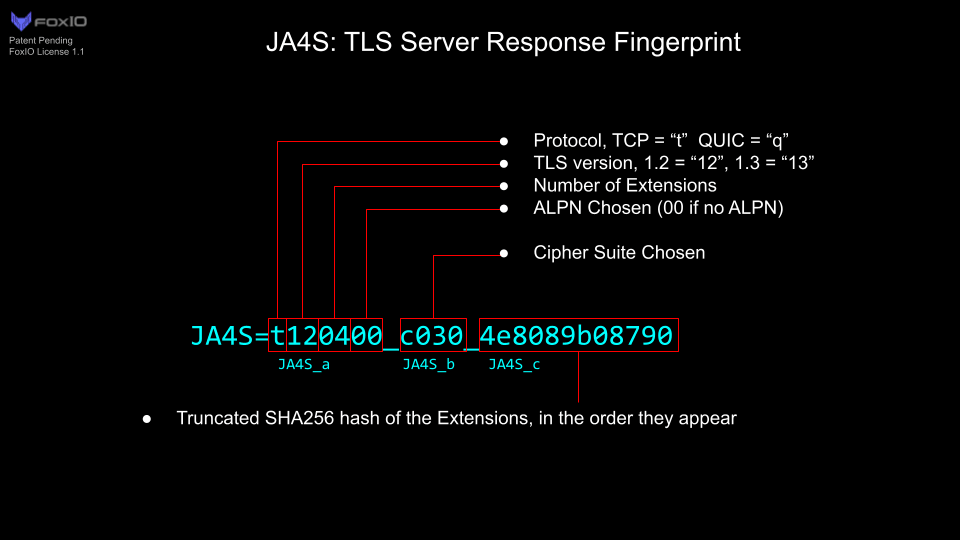 FOXIO
Patent Pending
FoxIO License 1.1
JA4S: TLS Server Response Fingerprint
● Protocol, TCP = “t”  QUIC = “q”
● TLS version, 1.2 = “12”, 1.3 = “13”
● Number of Extensions
● ALPN Chosen (00 if no ALPN)
● Cipher Suite Chosen
JA4S=t120400_c030_4e8089b08790
JA4S_a JA4S_b JA4S_c
● Truncated SHA256 hash of the Extensions, in the order they appear